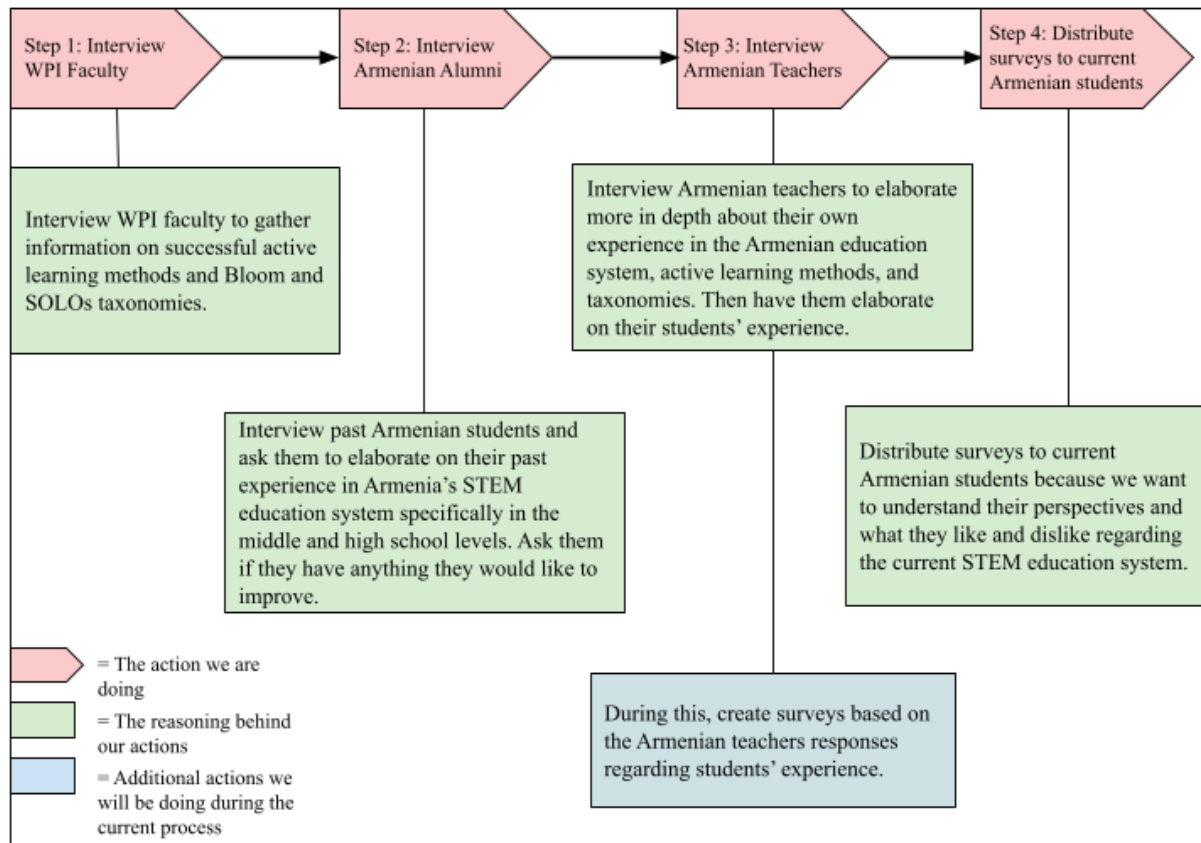 Step 1: Interview
WPI Faculty
Step 2: Interview
Armenian Alumni
Step 3: Interview
Armenian Teachers
Step 4: Distribute
surveys to current
Armenian students
Interview WPI faculty to gather
information on successful active
learning methods and Bloom and
SOLOs taxonomies.
Interview past Armenian students and
ask them to elaborate on their past
experience in Armenia’s STEM
education system specifically in the
middle and high school levels. Ask them
if they have anything they would like to
improve.
Interview Armenian teachers to elaborate
more in depth about their own
experience in the Armenian education
system, active learning methods, and
taxonomies. Then have them elaborate
on their students’ experience.
Distribute surveys to current
Armenian students because we want
to understand their perspectives and
what they like and dislike regarding
the current STEM education system.
During this, create surveys based on
the Armenian teachers responses
regarding students’ experience.
= The action we are
doing
= The reasoning behind
our actions
= Additional actions we
will be doing during the
current process